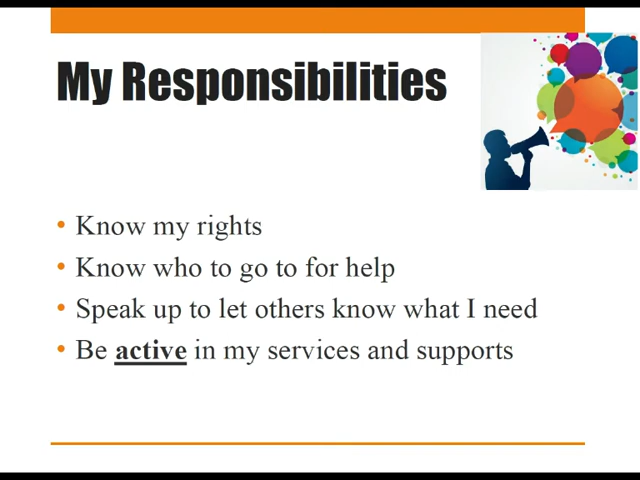 My Responsibilities
• Know my rights
• Know who to go to for help
• Speak up to let others know what I need
• Be active in my services and supports